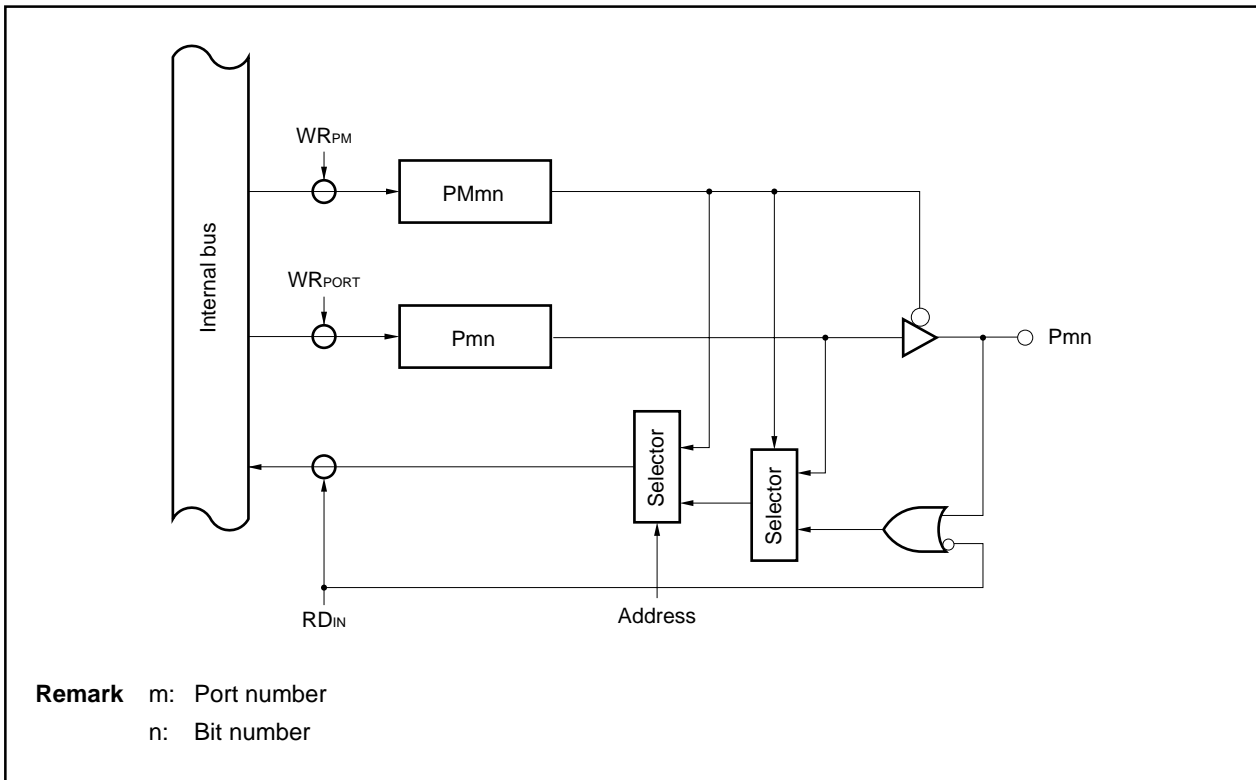 WRPM
PMmn
Internal bus
WRPORT
Pmn
Pmn
Selector
Selector
RDIN
Address
Remark m: Port number
n: Bit number